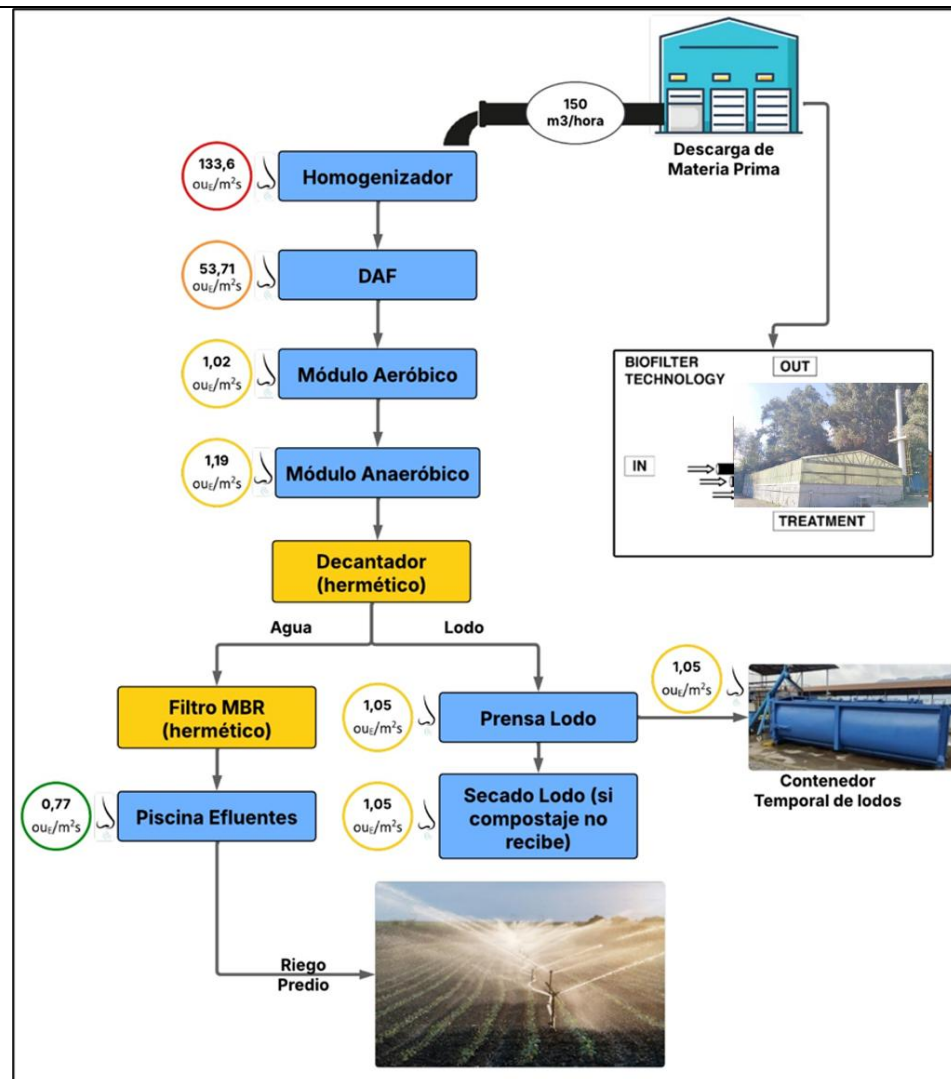 150
m3/hora
Descarga de
Materia Prima
133,6
ouE/m²s
Homogenizador
53,71
ouE/m²s
DAF
1,02
ouE/m²s
Módulo Aeróbico
1,19
ouE/m²s
Módulo Anaeróbico
BIOFILTER
TECHNOLOGY
OUT
IN
TREATMENT
Decantador
(hermético)
Agua
Lodo
Filtro MBR
(hermético)
1,05
ouE/m²s
Prensa Lodo
1,05
ouE/m²s
Contenedor
Temporal de lodos
0,77
ouE/m²s
Piscina Efluentes
1,05
ouE/m²s
Secado Lodo (si
compostaje no
recibe)
Riego
Predio